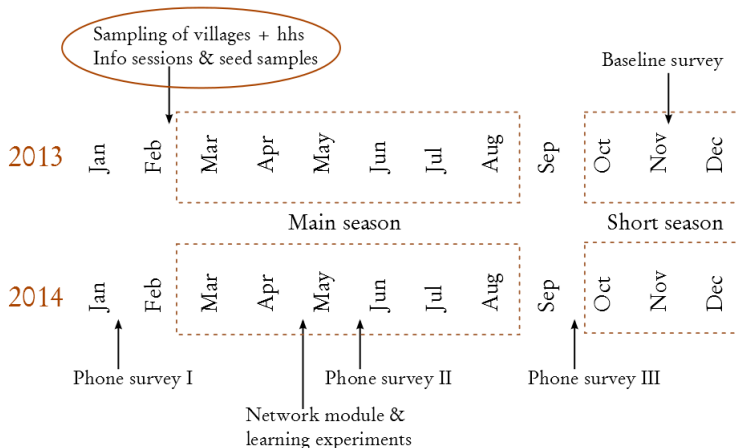 Sampling of villages + hhs
Info sessions & seed samples
Baseline survey
2013 Jan Feb Mar Apr May Jun Jul Aug Sep Oct Nov Dec
Main season Short season
2014 Jan Feb Mar Apr May Jun Jul Aug Sep Oct Nov Dec
Phone survey I Phone survey II Phone survey III
Network module &
learning experiments